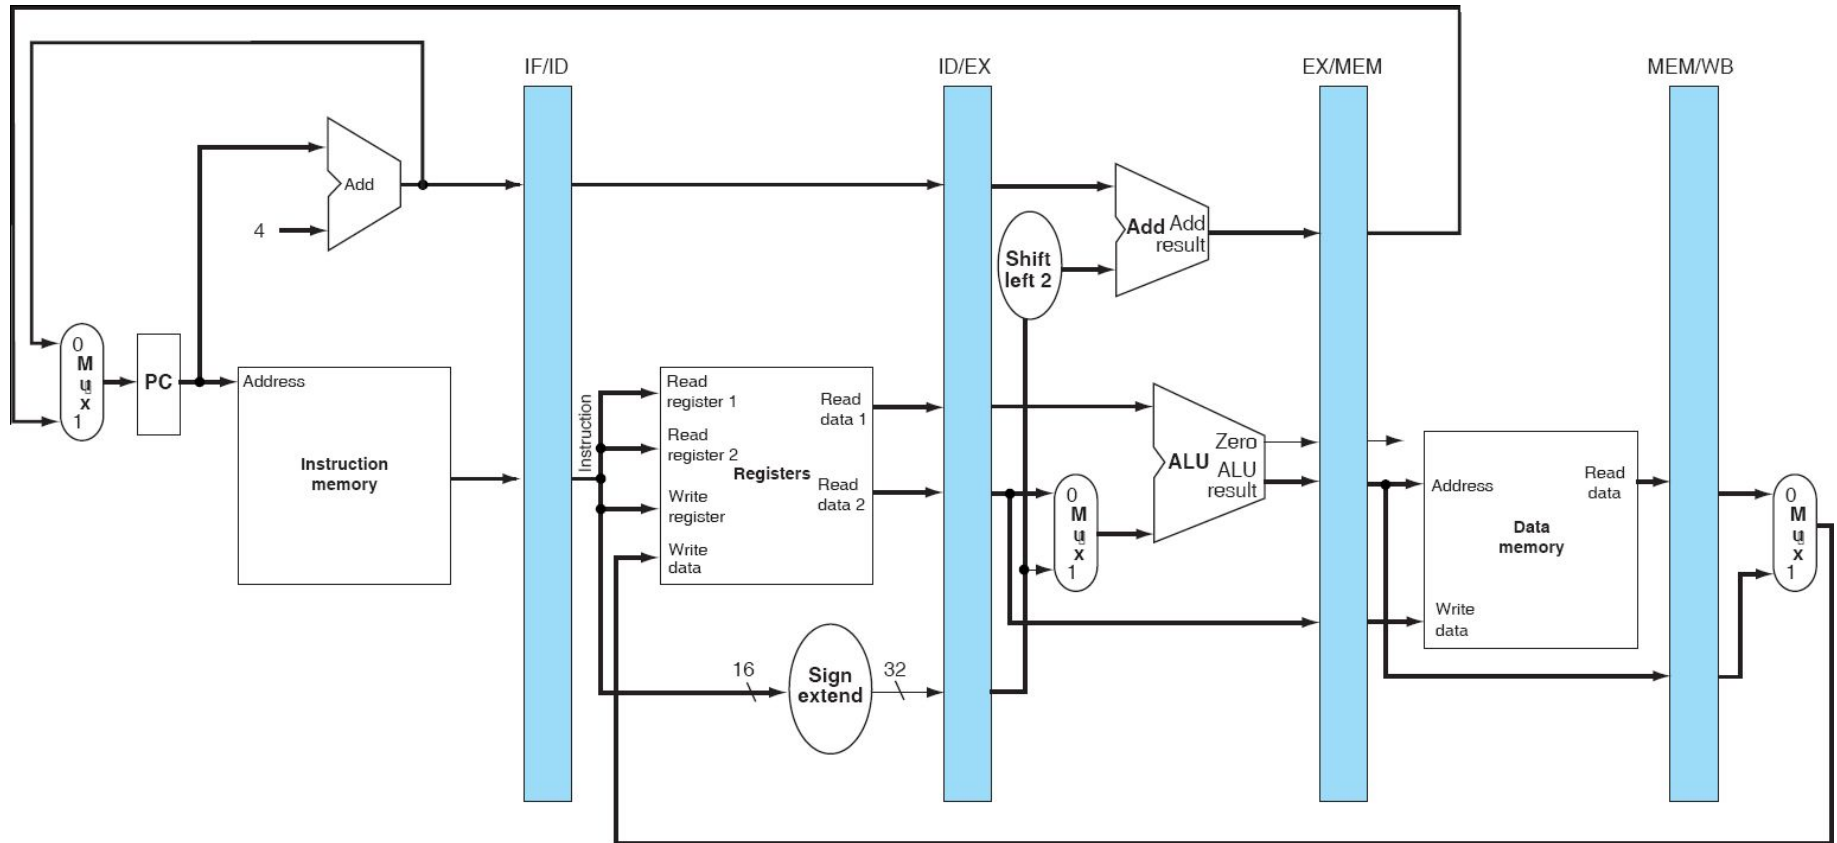 IF/ID
ID/EX
EX/MEM
MEM/WB
Add
4
Add Add
result
Shift
left 2
0
M
u
x
1
PC
Address
Instruction
memory
Instruction
Read
register 1
Read
register 2
Write
register
Write
data
Registers
Read
data 1
Read
data 2
16
Sign
extend
32
0
M
u
x
1
Zero
ALU
ALU
result
Address
Read
data
Data
memory
Write
data
0
M
u
x
1